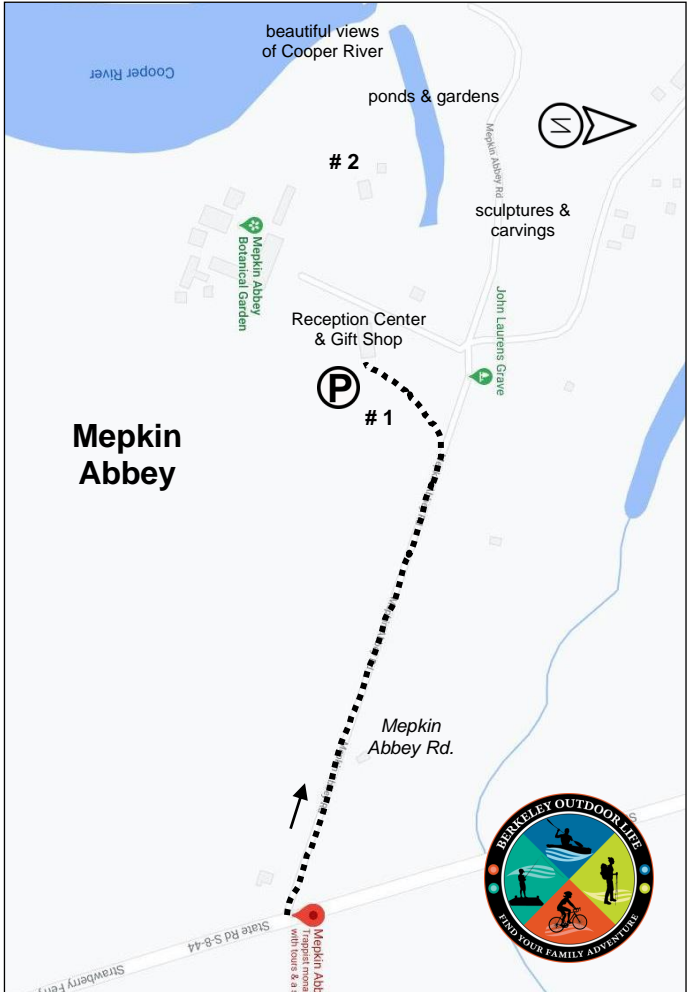 beautiful views
of Cooper River
Cooper River
ponds & gardens
N
Mepkin Abbey Rd
# 2
sculptures &
carvings
Mepkin Abbey
Botanical Garden
Reception Center
& Gift Shop
John Laurens Grave
P
# 1
Mepkin
Abbey
Mepkin
Abbey Rd.
BERKELEY OUTDOOR LIFE
FIND YOUR FAMILY ADVENTURE
State Rd S-8-44
Mepkin Abb
Trappist mona
with tours & a s
Strawberry Ferry